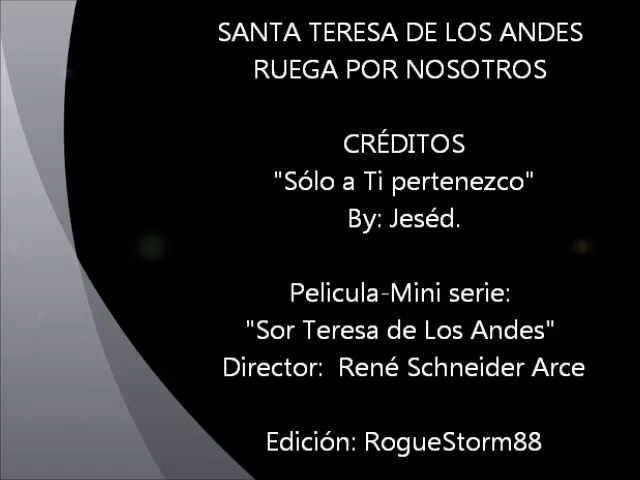 SANTA TERESA DE LOS ANDES
RUEGA POR NOSOTROS
CRÉDITOS
"Sólo a Ti pertenezco"
By: Jeséd.
Pelicula-Mini serie:
"Sor Teresa de Los Andes"
Director:  René Schneider Arce
Edición: RogueStorm88